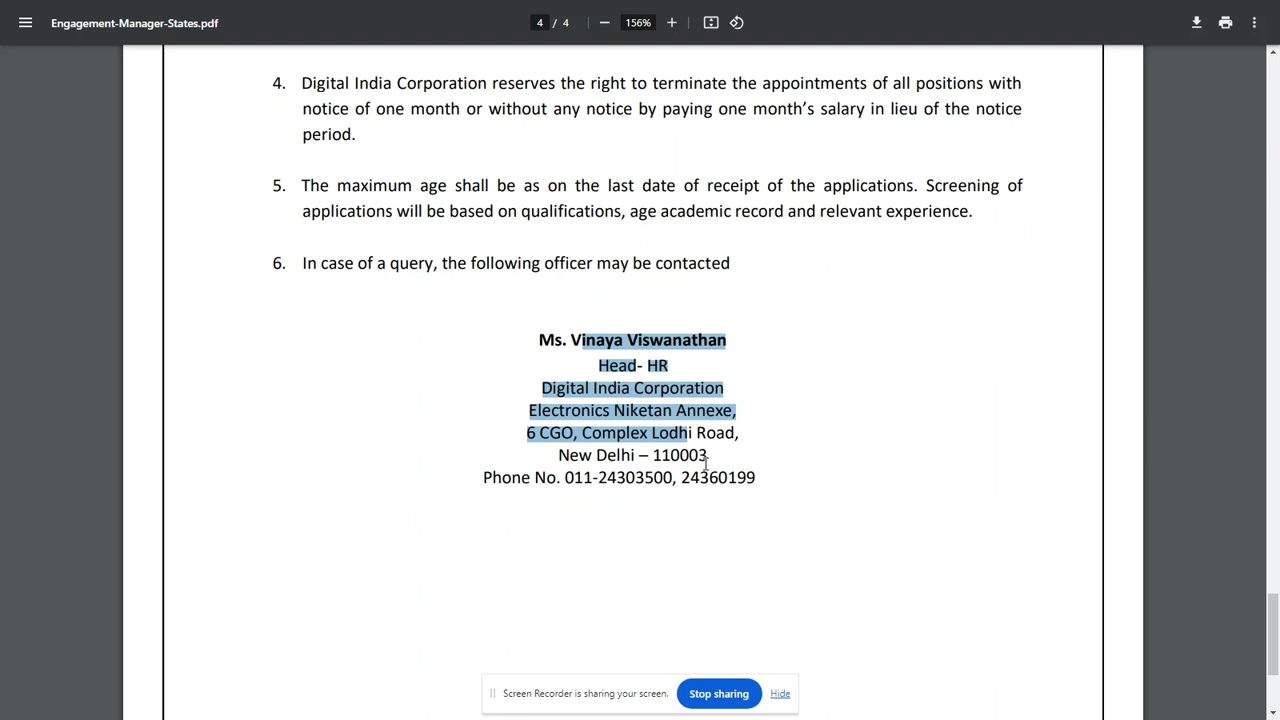 Engagement-Manager-States.pdf
4 / 4
156%
4. Digital India Corporation reserves the right to terminate the appointments of all positions with
notice of one month or without any notice by paying one month’s salary in lieu of the notice
period.
5. The maximum age shall be as on the last date of receipt of the applications. Screening of
applications will be based on qualifications, age academic record and relevant experience.
6. In case of a query, the following officer may be contacted
Ms. Vinaya Viswanathan
Head- HR
Digital India Corporation
Electronics Niketan Annexe,
6 CGO, Complex Lodhi Road,
New Delhi – 110003
Phone No. 011-24303500, 24360199
Screen Recorder is sharing your screen.
Stop sharing
Hide